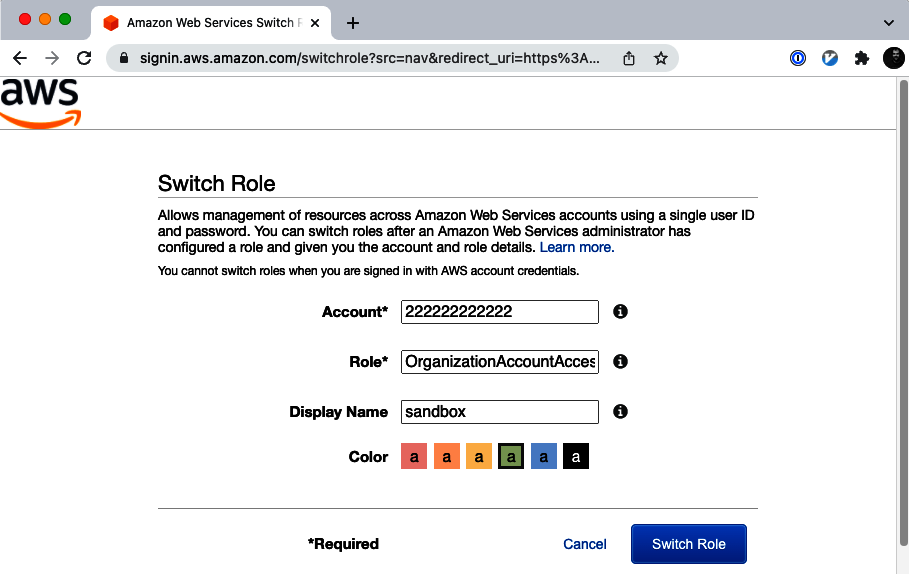 Amazon Web Services Switch R
signin.aws.amazon.com/switchrole?src=nav&redirect_uri=https%3A...
aws
Switch Role
Allows management of resources across Amazon Web Services accounts using a single user ID
and password. You can switch roles after an Amazon Web Services administrator has
configured a role and given you the account and role details. Learn more.
You cannot switch roles when you are signed in with AWS account credentials.
Account* 222222222222
Role* OrganizationAccountAcces
Display Name sandbox
Color a a a a a a
*Required Cancel Switch Role